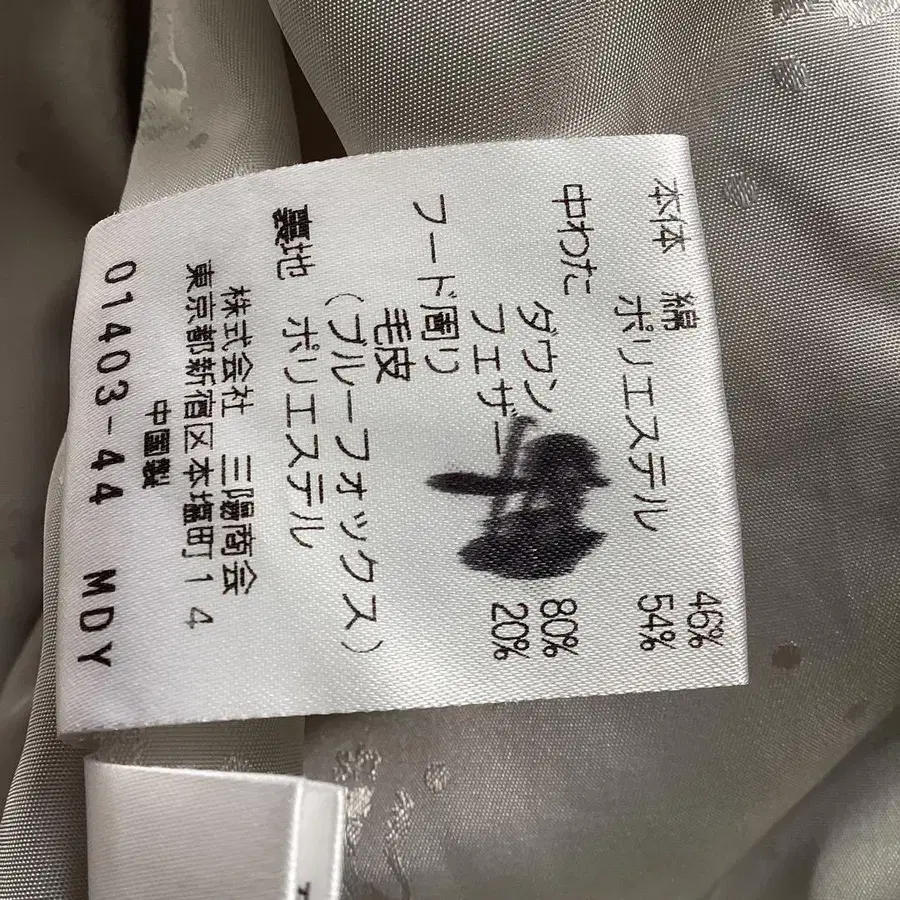 本体 綿 46%
ポリエステル 54%
中わた
ダウン 80%
フェザー 20%
フード周り
毛皮
(ブルーフォックス)
裏地 ポリエステル
株式会社 三陽商会
東京都新宿区本塩町14
中国製
01403-44 MDY